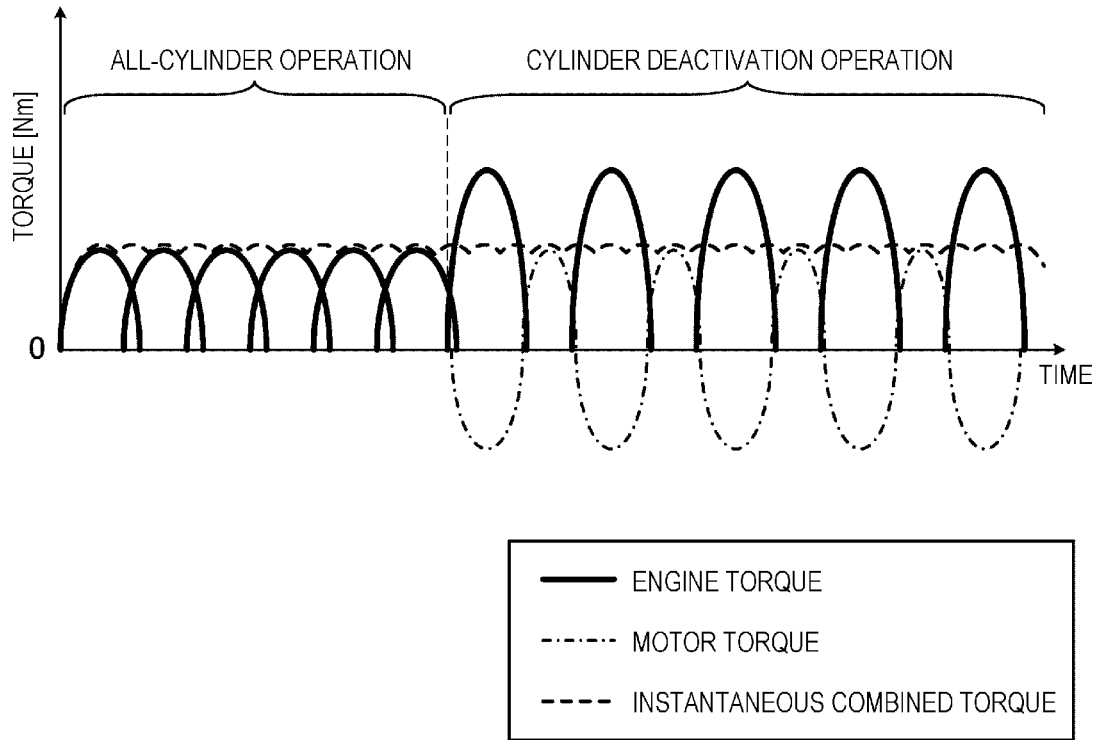 ALL-CYLINDER OPERATION
CYLINDER DEACTIVATION OPERATION
TORQUE [Nm]
0
TIME
ENGINE TORQUE
MOTOR TORQUE
INSTANTANEOUS COMBINED TORQUE